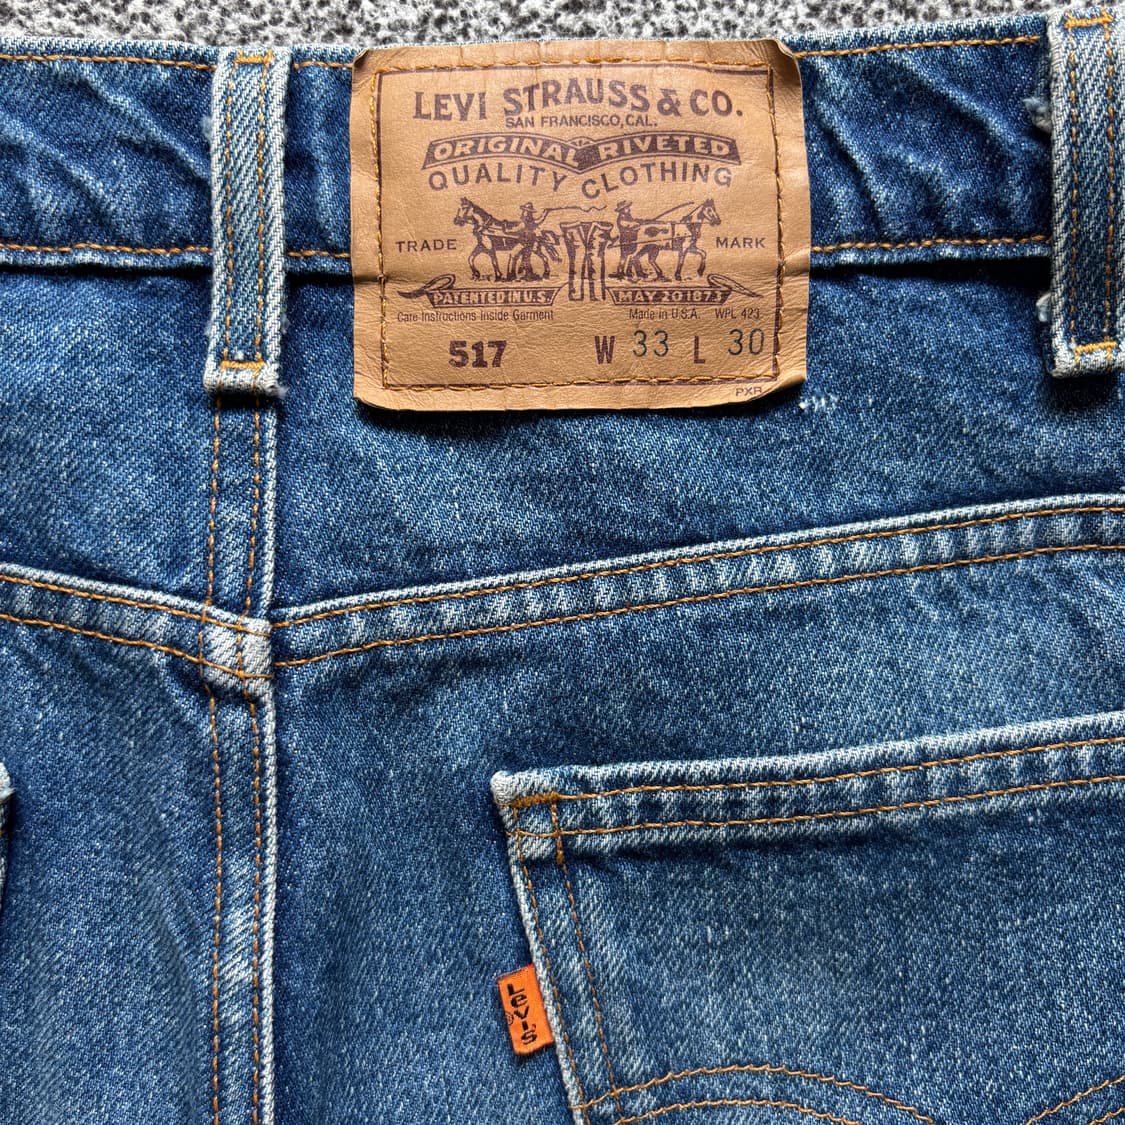 LEVI STRAUSS & CO.
SAN FRANCISCO, CAL.
ORIGINAL RIVETED
QUALITY CLOTHING
TRADE MARK
PATENTED IN U.S. MAY 20 1873
Care Instructions Inside Garment Made in U.S.A. WPL 423
517 W 33 L 30
PXR
Levi's
®